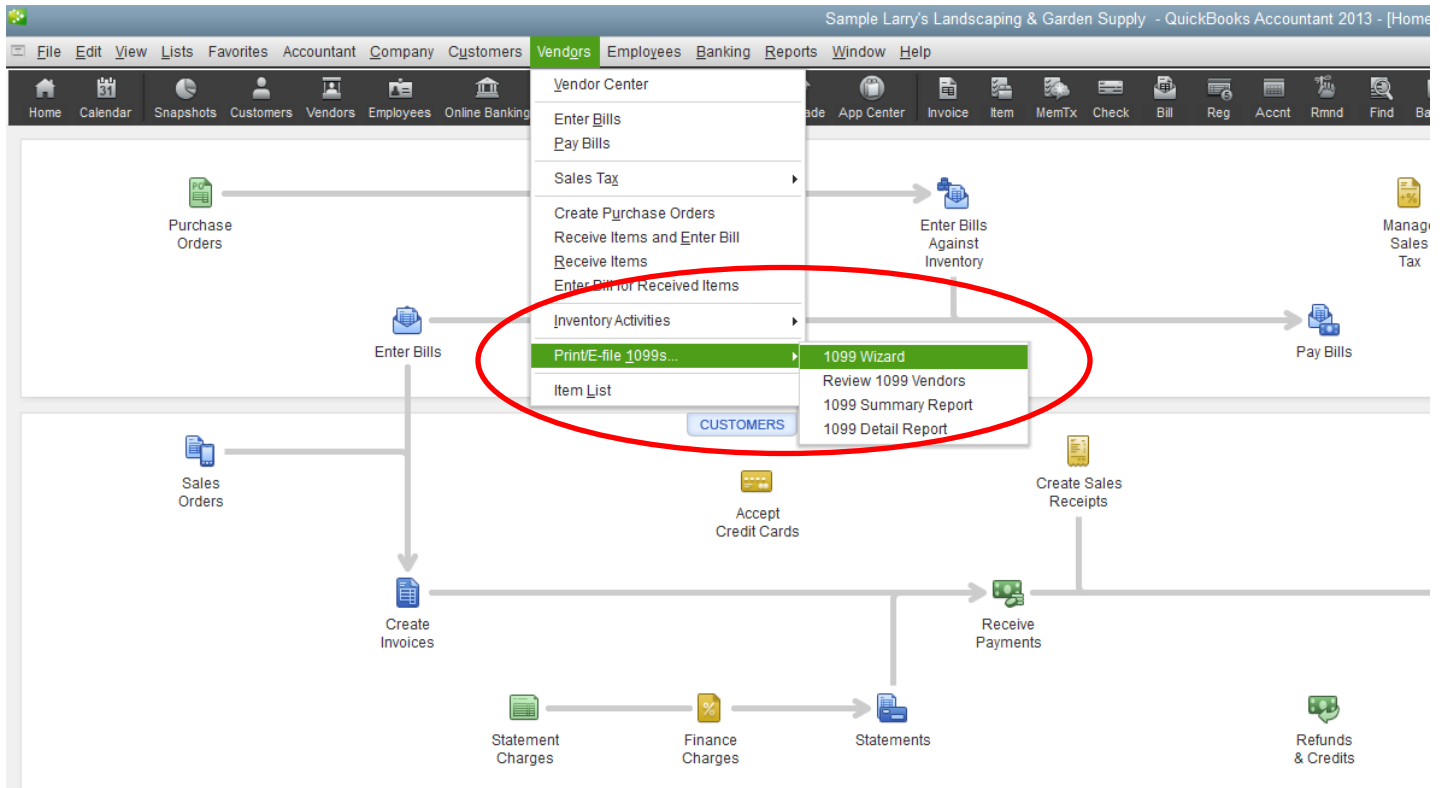 Sample Larry's Landscaping & Garden Supply - QuickBooks Accountant 2013 - [Home
File Edit View Lists Favorites Accountant Company Customers Vendors Employees Banking Reports Window Help
31
Home Calendar Snapshots Customers Vendors Employees Online Banking ade App Center Invoice Item MemTx Check Bill Reg Accnt Rmnd Find Ba
Vendor Center
Enter Bills
Pay Bills
Sales Tax
Create Purchase Orders
Receive Items and Enter Bill
Receive Items
Enter Bill for Received Items
Inventory Activities
Print/E-file 1099s...
Item List
1099 Wizard
Review 1099 Vendors
1099 Summary Report
1099 Detail Report
PO
Purchase
Orders
Enter Bills
Against
Inventory
Manage
Sales
Tax
Enter Bills
Pay Bills
CUSTOMERS
Sales
Orders
Accept
Credit Cards
Create Sales
Receipts
Create
Invoices
Receive
Payments
Statement
Charges
Finance
Charges
Statements
Refunds
& Credits